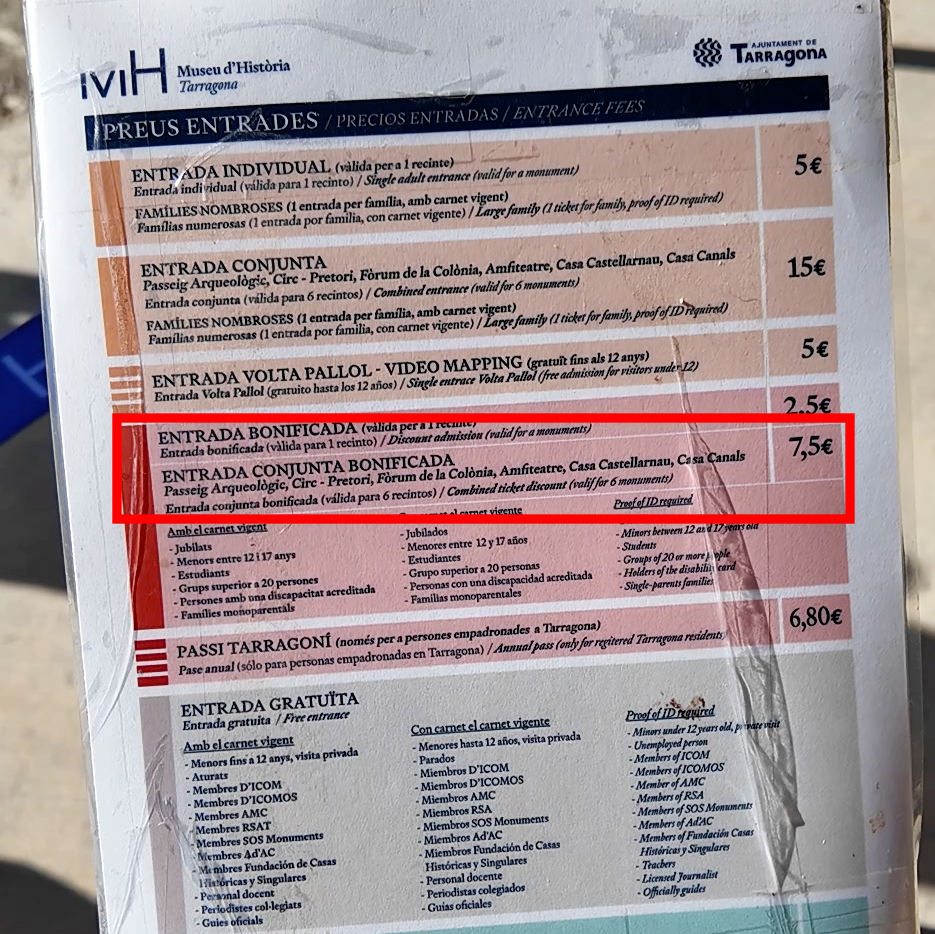 MH Museu d'Història
Tarragona
AJUNTAMENT DE
TARRAGONA
PREUS ENTRADES / PRECIOS ENTRADAS / ENTRANCE FEES
ENTRADA INDIVIDUAL (vàlida per a 1 recinte)
Entrada individual (válida para 1 recinto) / Single adult entrance (valid for a monument)
5€
FAMÍLIES NOMBROSES (1 entrada per família, amb carnet vigent)
Familias numerosas (1 entrada por familia, con carnet vigente) / Large family (1 ticket for family, proof of ID required)
ENTRADA CONJUNTA
Passeig Arqueològic, Circ - Pretori, Fòrum de la Colònia, Amfiteatre, Casa Castellarnau, Casa Canals
15€
Entrada conjunta (válida para 6 recintos) / Combined entrance (valid for 6 monuments)
FAMÍLIES NOMBROSES (1 entrada per família, amb carnet vigent)
Familias numerosas (1 entrada por familia, con carnet vigente) / Large family (1 ticket for family, proof of ID required)
ENTRADA VOLTA PALLOL - VIDEO MAPPING (gratuït fins als 12 anys)
5€
Entrada Volta Pallol (gratuito hasta los 12 años) / Single entrace Volta Pallol (free admission for visitors under 12)
2,5€
ENTRADA BONIFICADA (vàlida per a 1 recinte)
Entrada bonificada (válida para 1 recinto) / Discount admission (valid for a monuments)
7,5€
ENTRADA CONJUNTA BONIFICADA
Passeig Arqueològic, Circ - Pretori, Fòrum de la Colònia, Amfiteatre, Casa Castellarnau, Casa Canals
Entrada conjunta bonificada (válida para 6 recintos) / Combined ticket discount (valif for 6 monuments)
Amb el carnet vigent
- Jubilats
- Menors entre 12 i 17 anys
- Estudiants
- Grups superior a 20 persones
- Persones amb una discapacitat acreditada
- Famílies monoparentals
carnet vigente
- Jubilados
- Menores entre 12 y 17 años
- Estudiantes
- Grupo superior a 20 personas
- Personas con una discapacidad acreditada
- Familias monoparentales
Proof of ID required
- Minors between 12 and 17 years old
- Students
- Groups of 20 or more people
- Holders of the disability card
- Single-parents families
PASSI TARRAGONÍ (només per a persones empadronades a Tarragona)
6,80€
Pase anual (sólo para personas empadronadas en Tarragona) / Annual pass (only for regitered Tarragona residents)
ENTRADA GRATUÏTA
Entrada gratuita / Free entrance
Amb el carnet vigent
- Menors fins a 12 anys, visita privada
- Aturats
- Membres D'ICOM
- Membres D'ICOMOS
- Membres AMC
- Membres RSAT
- Membres SOS Monuments
- Membres Ad'AC
- Membres Fundación de Casas
Históricas y Singulares
- Personal docent
- Periodistes col·legiats
- Guies oficials
Con carnet el carnet vigente
- Menores hasta 12 años, visita privada
- Parados
- Miembros D'ICOM
- Miembros D'ICOMOS
- Miembros AMC
- Miembros RSA
- Miembros SOS Monuments
- Miembros Ad'AC
- Miembros Fundación de Casas
Históricas y Singulares
- Personal docente
- Periodistas colegiados
- Guias oficiales
Proof of ID required
- Minors under 12 years old, private visit
- Unemployed person
- Members of ICOM
- Members of ICOMOS
- Member of AMC
- Members of RSA
- Members of SOS Monuments
- Members of Ad'AC
- Members of Fundación Casas
Históricas y Singulares
- Teachers
- Licensed Journalist
- Officially guides